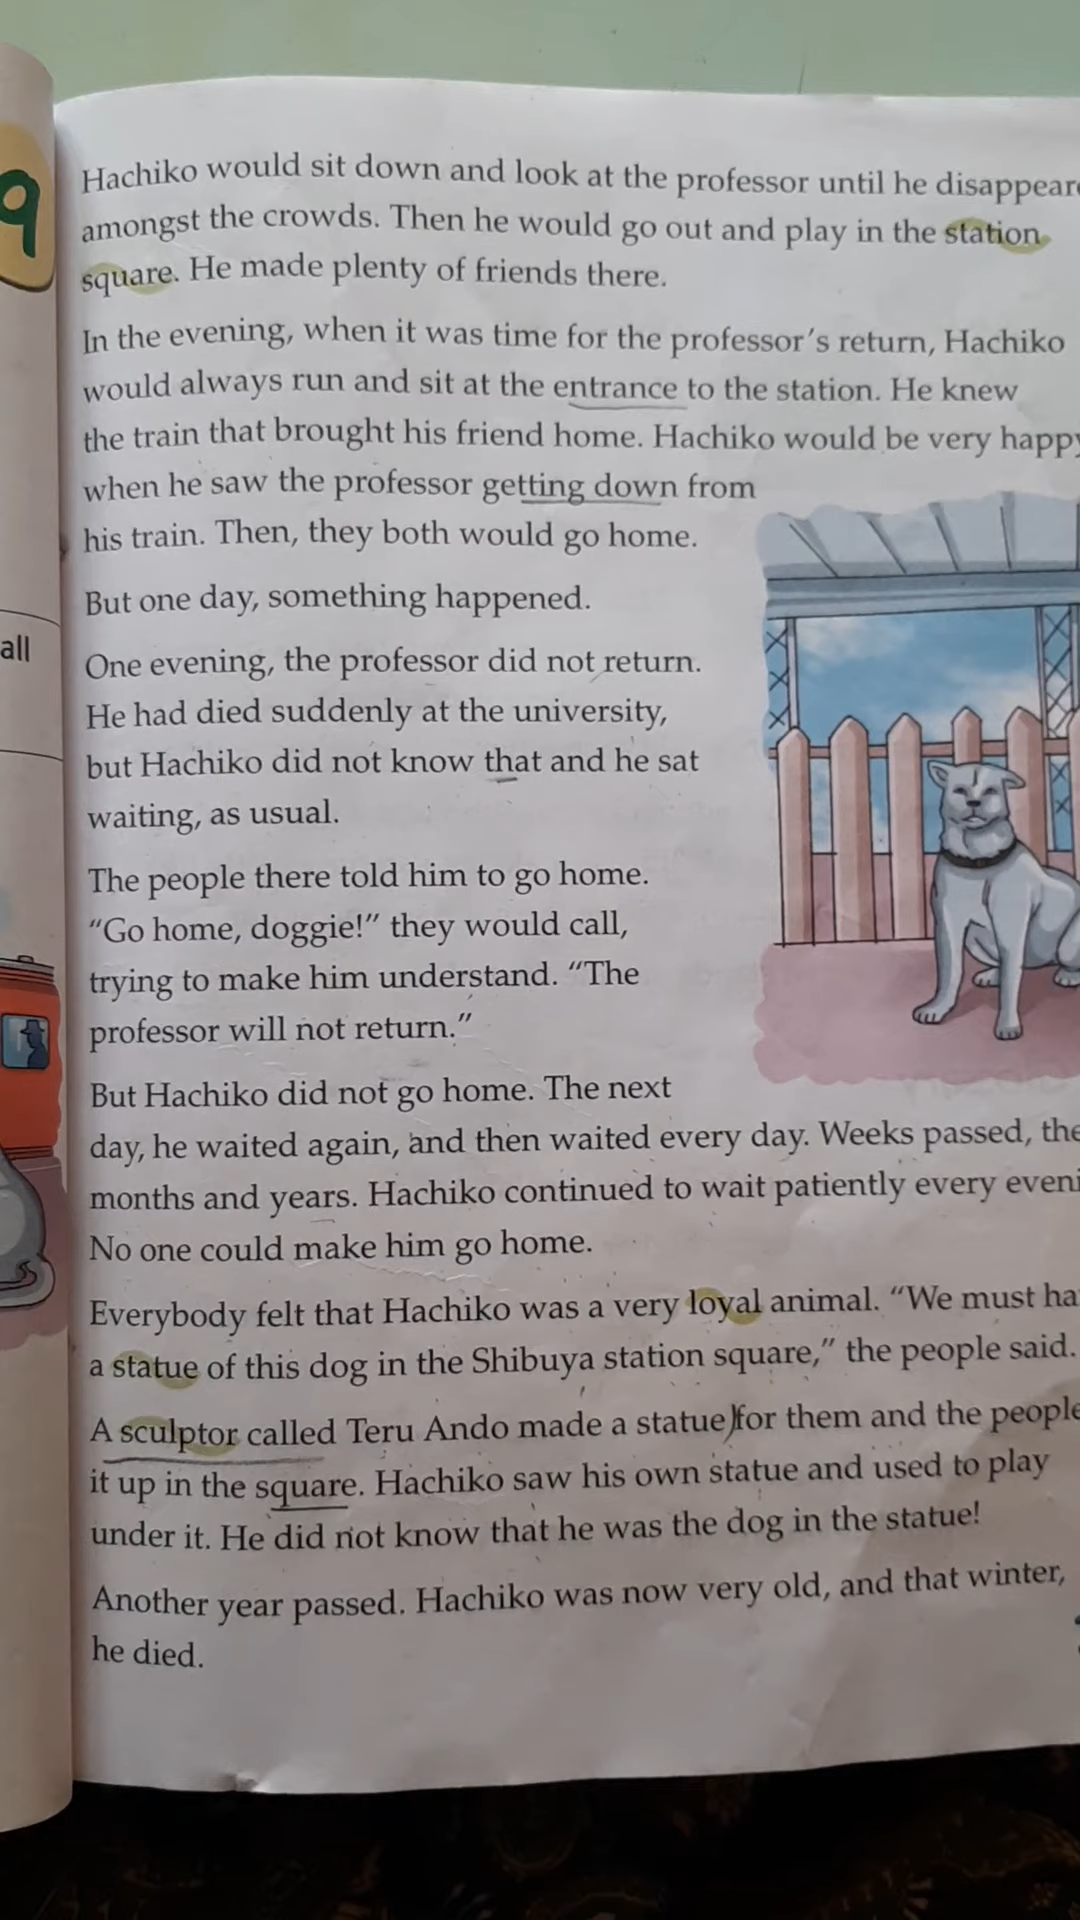 9
all
Hachiko would sit down and look at the professor until he
amongst the crowds. Then he would go out and play in the station
square. He made plenty of friends there.
In the evening, when it was time for the professor's return, Hachiko
would always run and sit at the entrance to the station. He knew
the train that brought his friend home. Hachiko would be very happy
when he saw the professor getting down from
his train. Then, they both would go home.
But one day, something happened.
One evening, the professor did not return.
He had died suddenly at the university,
but Hachiko did not know that and he sat
waiting, as usual.
The people there told him to go home.
“Go home, doggie!” they would call,
trying to make him understand. “The
professor will not return.”
But Hachiko did not go home. The next
day, he waited again, and then waited every day. Weeks passed,
months and years. Hachiko continued to wait patiently every
No one could make him go home.
Everybody felt that Hachiko was a very loyal animal. “We must
a statue of this dog in the Shibuya station square,” the people said.
A sculptor called Teru Ando made a statue for them and the people
it up in the square. Hachiko saw his own statue and used to play
under it. He did not know that he was the dog in the statue!
Another year passed. Hachiko was now very old, and that winter,
he died.